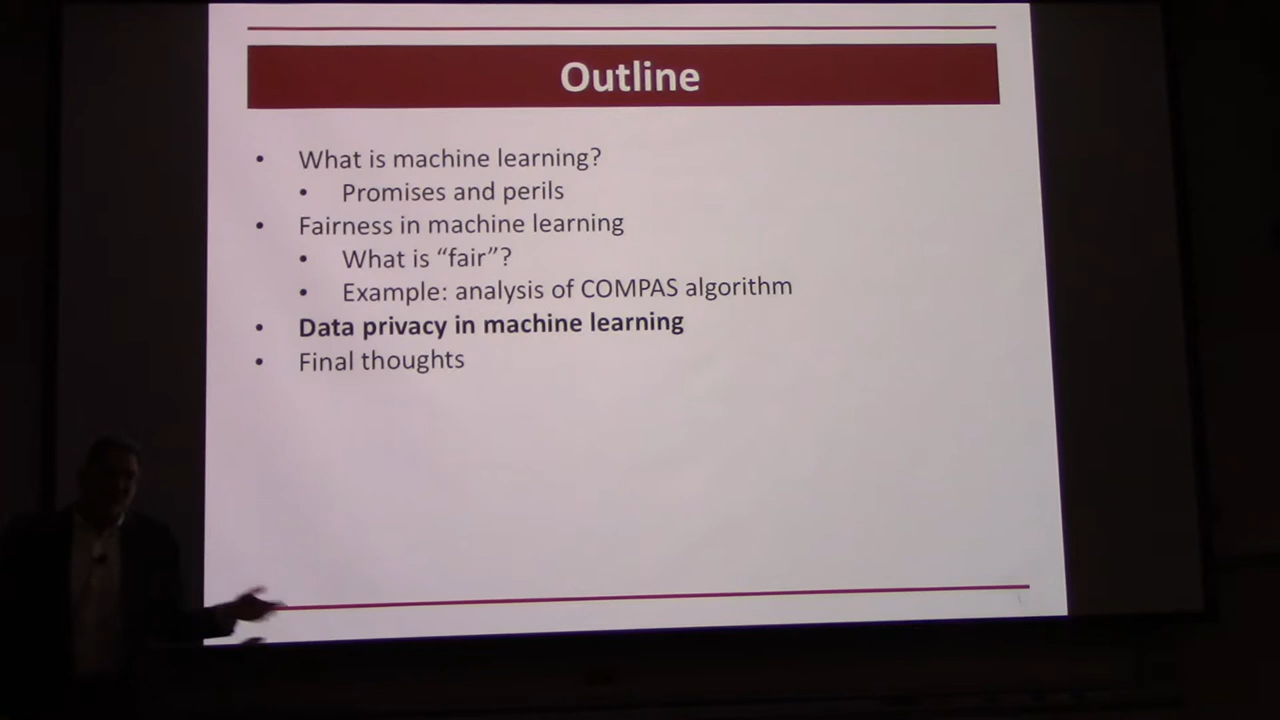 Outline
• What is machine learning?
• Promises and perils
• Fairness in machine learning
• What is “fair”?
• Example: analysis of COMPAS algorithm
• Data privacy in machine learning
• Final thoughts